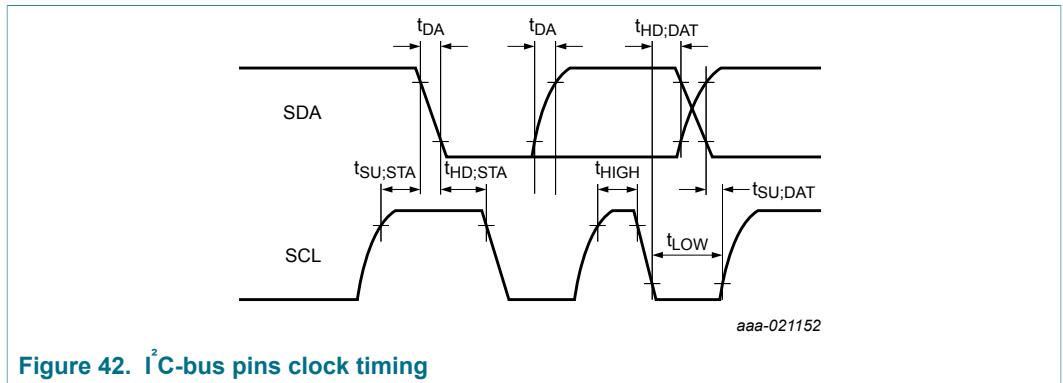 tDA tDA tHD;DAT
SDA
tSU;STA tHD;STA tHIGH tSU;DAT
tLOW
SCL
aaa-021152
Figure 42. I²C-bus pins clock timing